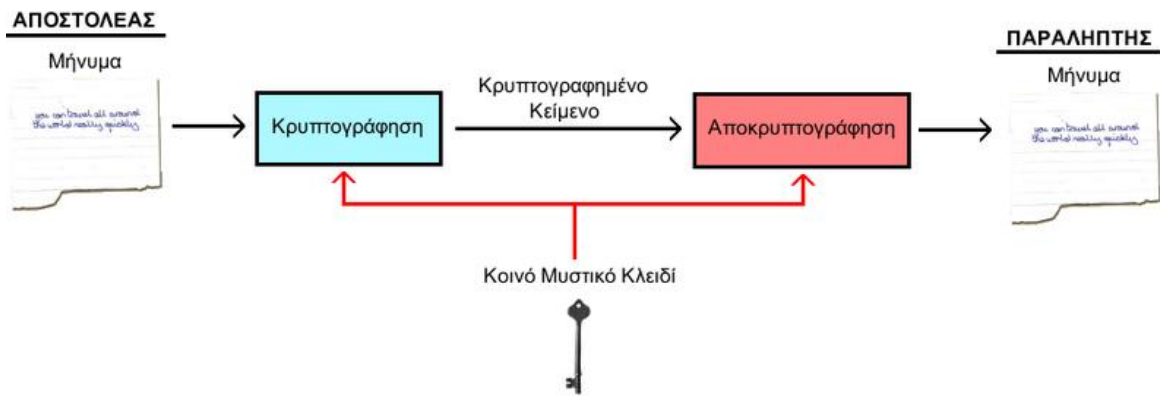 ΑΠΟΣΤΟΛΕΑΣ
Μήνυμα
you can travel all around
the world really quickly
Κρυπτογράφηση
Κρυπτογραφημένο
Κείμενο
Αποκρυπτογράφηση
ΠΑΡΑΛΗΠΤΗΣ
Μήνυμα
you can travel all around
the world really quickly
Κοινό Μυστικό Κλειδί